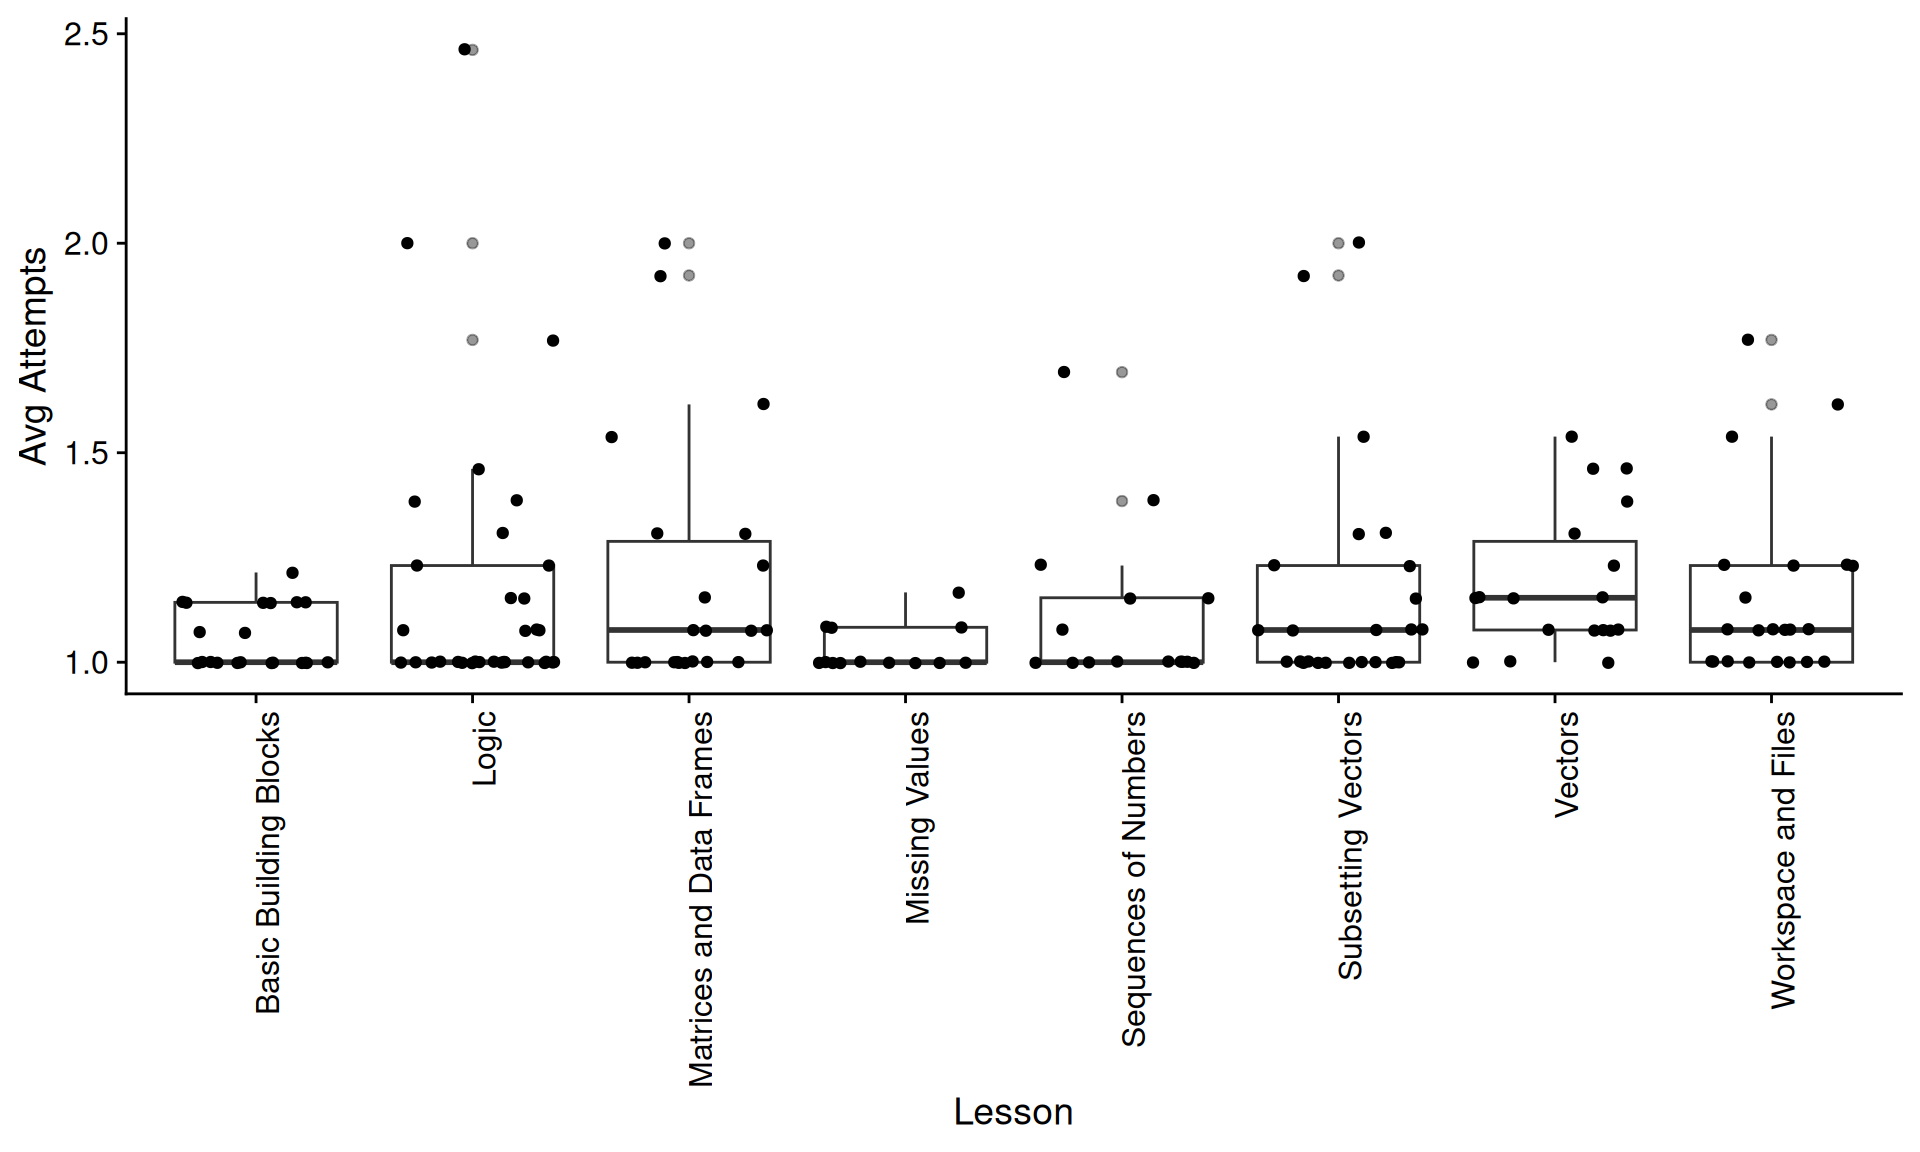 Avg Attempts
2.5
2.0
1.5
1.0
Basic Building Blocks
Logic
Matrices and Data Frames
Missing Values
Sequences of Numbers
Subsetting Vectors
Vectors
Workspace and Files
Lesson